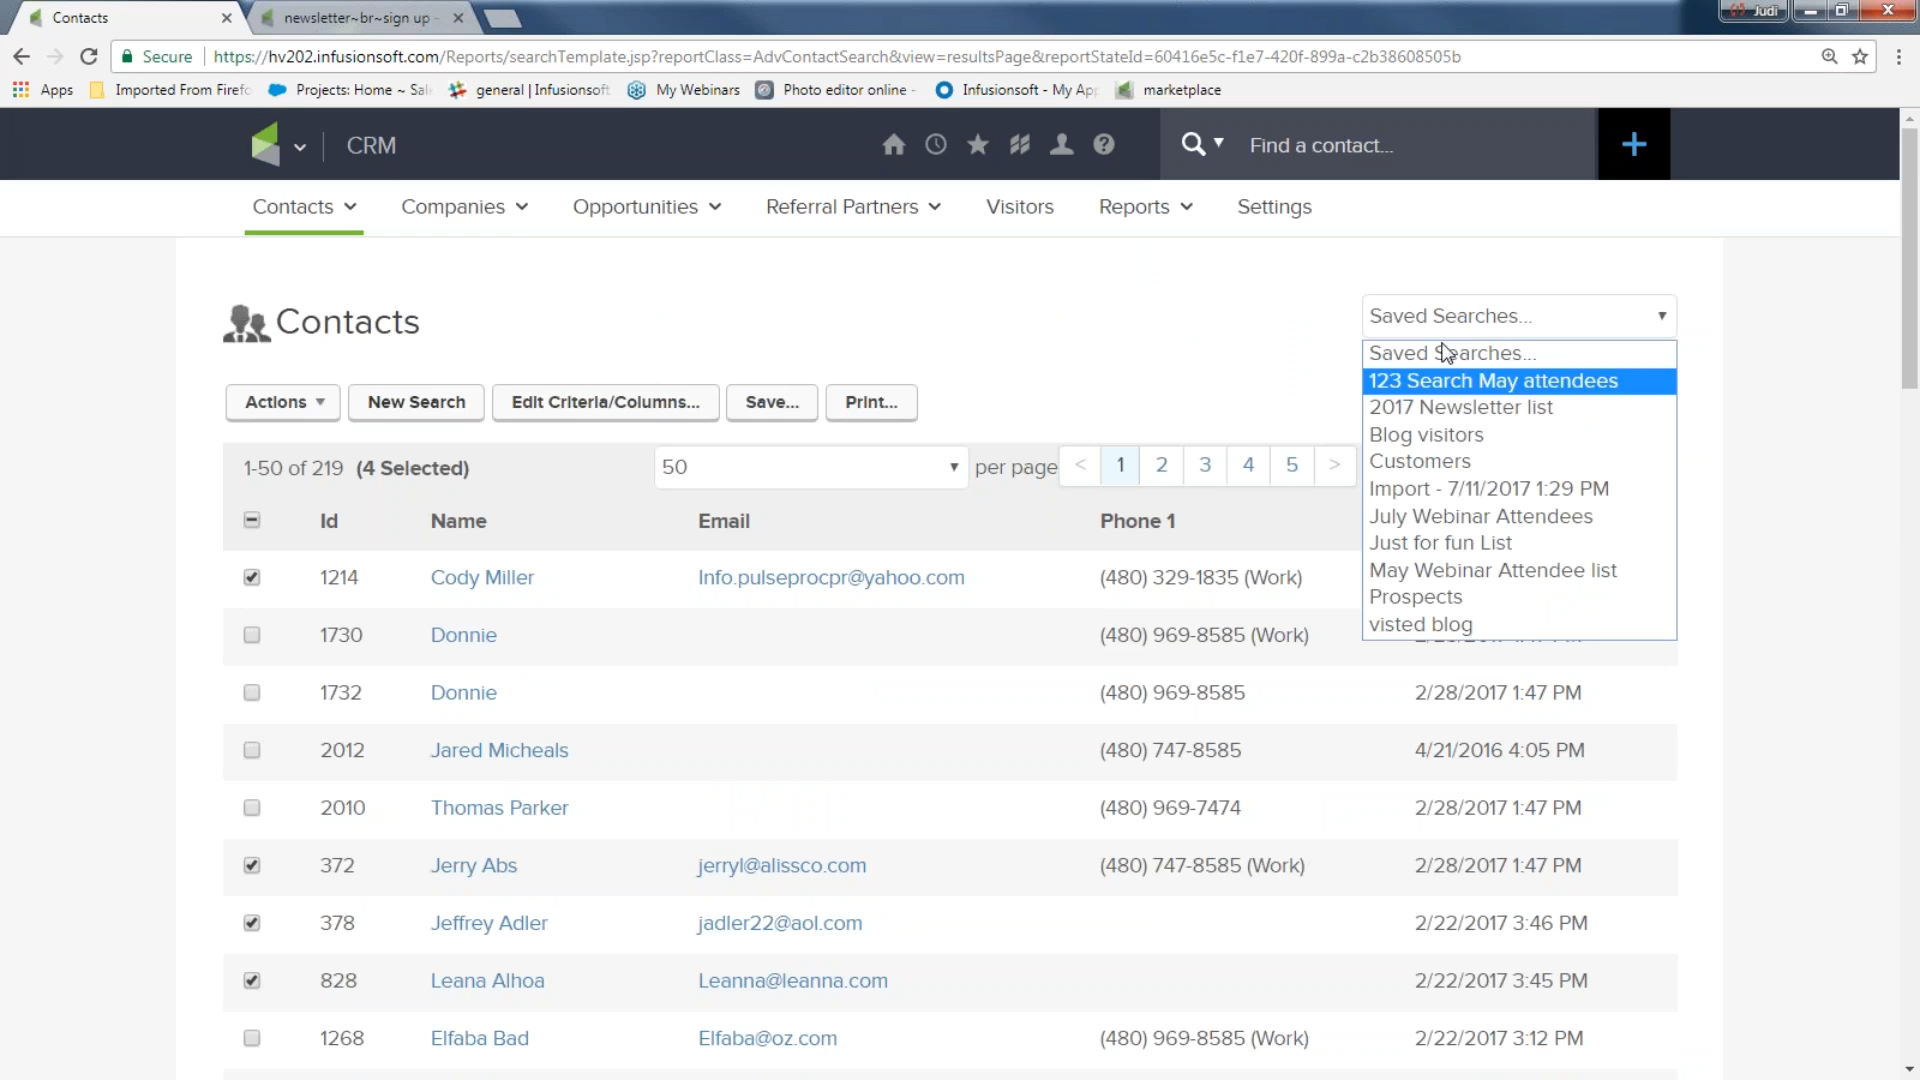 Contacts
newsletter~br~sign up -
Judi
Secure
https://hv202.infusionsoft.com/Reports/searchTemplate.jsp?reportClass=AdvContactSearch&view=resultsPage&reportStateId=60416e5c-f1e7-420f-899a-c2b38608505b
Apps
Imported From Firefo
Projects: Home ~ Sal
general | Infusionsoft
My Webinars
Photo editor online -
Infusionsoft - My App
marketplace
CRM
Find a contact...
Contacts
Companies
Opportunities
Referral Partners
Visitors
Reports
Settings
Contacts
Saved Searches...
Saved Searches...
123 Search May attendees
2017 Newsletter list
Blog visitors
Customers
Import - 7/11/2017 1:29 PM
July Webinar Attendees
Just for fun List
May Webinar Attendee list
Prospects
visted blog
Actions
New Search
Edit Criteria/Columns...
Save...
Print...
1-50 of 219 (4 Selected)
50
per page
< 1 2 3 4 5 >
Id Name Email Phone 1
1214 Cody Miller Info.pulseprocpr@yahoo.com (480) 329-1835 (Work)
1730 Donnie (480) 969-8585 (Work)
1732 Donnie (480) 969-8585 2/28/2017 1:47 PM
2012 Jared Micheals (480) 747-8585 4/21/2016 4:05 PM
2010 Thomas Parker (480) 969-7474 2/28/2017 1:47 PM
372 Jerry Abs jerryl@alissco.com (480) 747-8585 (Work) 2/28/2017 1:47 PM
378 Jeffrey Adler jadler22@aol.com 2/22/2017 3:46 PM
828 Leana Alhoa Leanna@leanna.com 2/22/2017 3:45 PM
1268 Elfaba Bad Elfaba@oz.com (480) 969-8585 (Work) 2/22/2017 3:12 PM